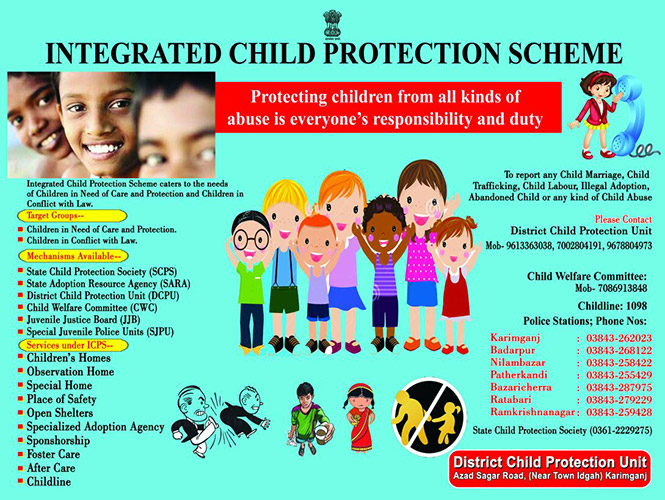 INTEGRATED CHILD PROTECTION SCHEME
Protecting children from all kinds of
abuse is everyone's responsibility and duty
Integrated Child Protection Scheme caters to the needs
of Children in Need of Care and Protection and Children in
Conflict with Law.
Target Groups--
Children in Need of Care and Protection.
Children in Conflict with Law.
Mechanisms Available--
State Child Protection Society (SCPS)
State Adoption Resource Agency (SARA)
District Child Protection Unit (DCPU)
Child Welfare Committee (CWC)
Juvenile Justice Board (JJB)
Special Juvenile Police Units (SJPU)
Services under ICPS--
Children's Homes
Observation Home
Special Home
Place of Safety
Open Shelters
Specialized Adoption Agency
Sponshorship
Foster Care
After Care
Childline
To report any Child Marriage, Child
Trafficking, Child Labour, Illegal Adoption,
Abandoned Child or any kind of Child Abuse
Please Contact
District Child Protection Unit
Mob- 9613363038, 7002804191, 9678804973
Child Welfare Committee:
Mob- 7086913848
Childline: 1098
Police Stations; Phone Nos:
Karimganj : 03843-262023
Badarpur : 03843-268122
Nilambazar : 03843-258422
Patherkandi : 03843-255429
Bazaricherra : 03843-287975
Ratabari : 03843-279229
Ramkrishnanagar : 03843-259428
State Child Protection Society (0361-2229275)
District Child Protection Unit
Azad Sagar Road, (Near Town Idgah) Karimganj